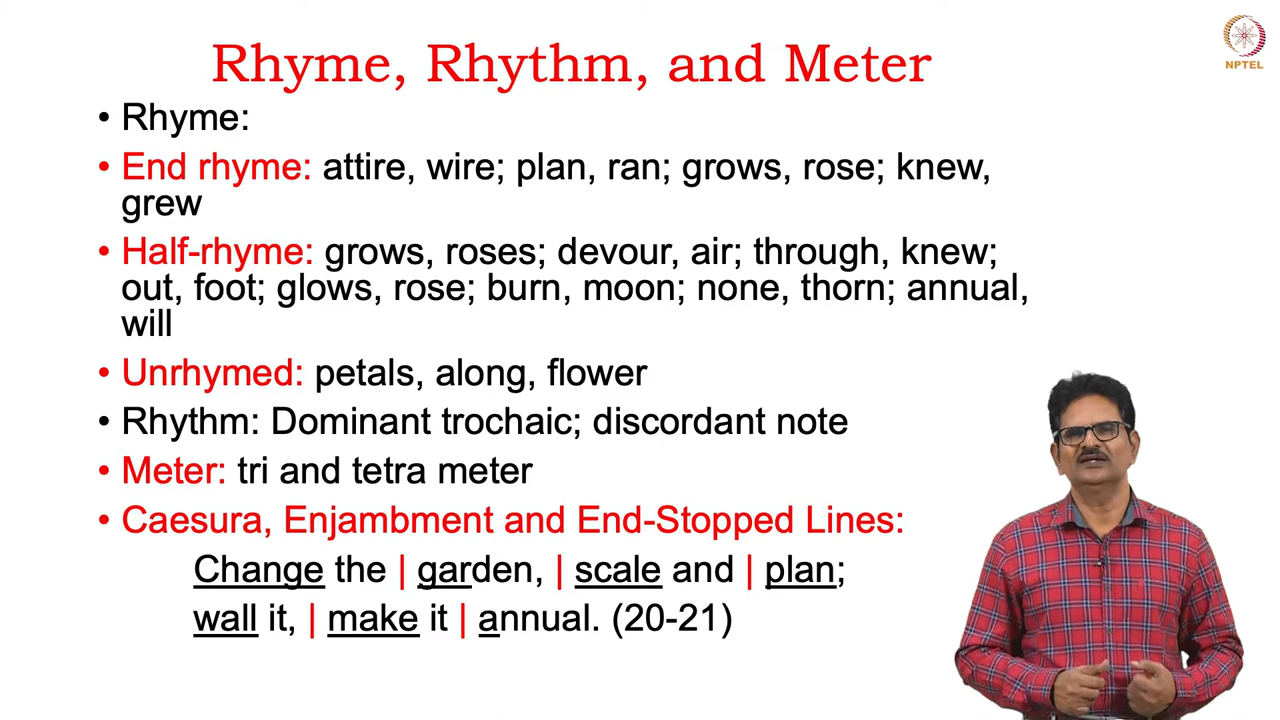 Rhyme, Rhythm, and Meter
NPTEL
• Rhyme:
• End rhyme: attire, wire; plan, ran; grows, rose; knew,
grew
• Half-rhyme: grows, roses; devour, air; through, knew;
out, foot; glows, rose; burn, moon; none, thorn; annual,
will
• Unrhymed: petals, along, flower
• Rhythm: Dominant trochaic; discordant note
• Meter: tri and tetra meter
• Caesura, Enjambment and End-Stopped Lines:
Change the | garden, | scale and | plan;
wall it, | make it | annual. (20-21)